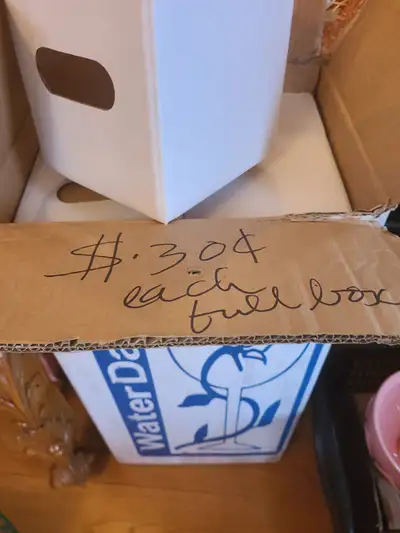 $.30¢
each
full box
Water Da